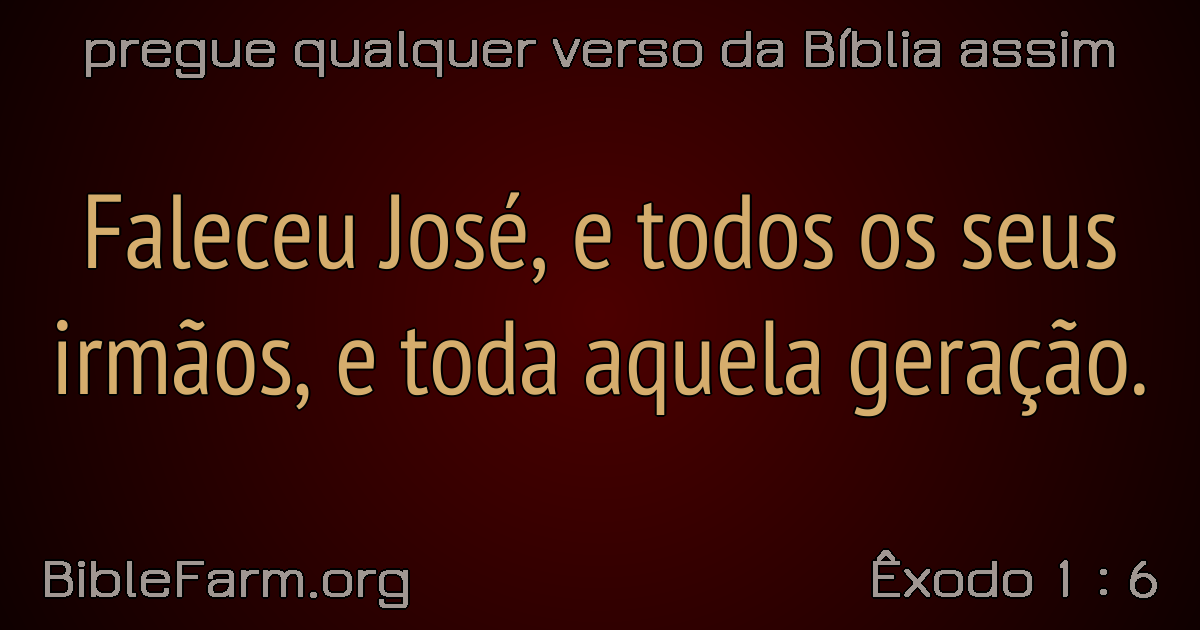 pregue qualquer verso da Bíblia assim
Faleceu José, e todos os seus
irmãos, e toda aquela geração.
BibleFarm.org
Êxodo 1 : 6